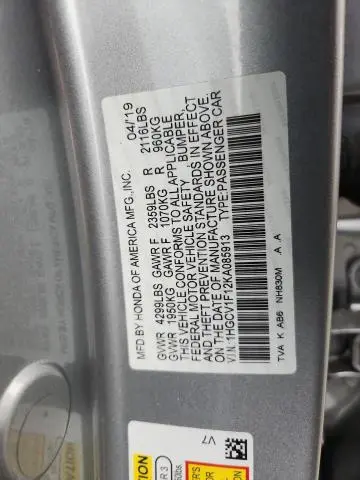 MFD BY HONDA OF AMERICA MFG.,INC. 04/'19
GVWR 4299LBS GAWR F 2359LBS R 2116LBS
GVWR 1950KG GAWR F 1070KG R 960KG
THIS VEHICLE CONFORMS TO ALL APPLICABLE
FEDERAL MOTOR VEHICLE SAFETY , BUMPER,
AND THEFT PREVENTION STANDARDS IN EFFECT
ON THE DATE OF MANUFACTURE SHOWN ABOVE.
V.I.N.: 1HGCV1F12KA085913 TYPE:PASSENGER CAR
TVA K AB6 NH830M A A
V7